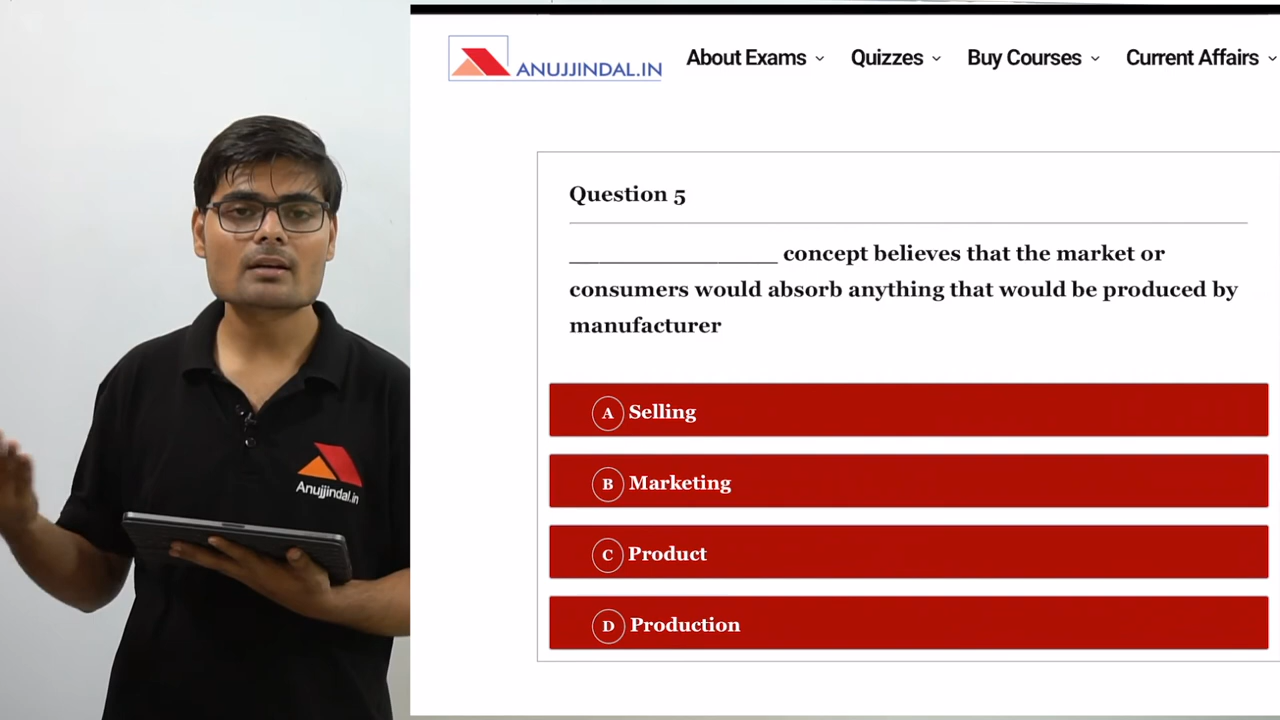 ANUJJINDAL.IN About Exams Quizzes Buy Courses Current Affairs
Question 5
______________ concept believes that the market or
consumers would absorb anything that would be produced by
manufacturer
A Selling
B Marketing
C Product
D Production
Anujjindal.in